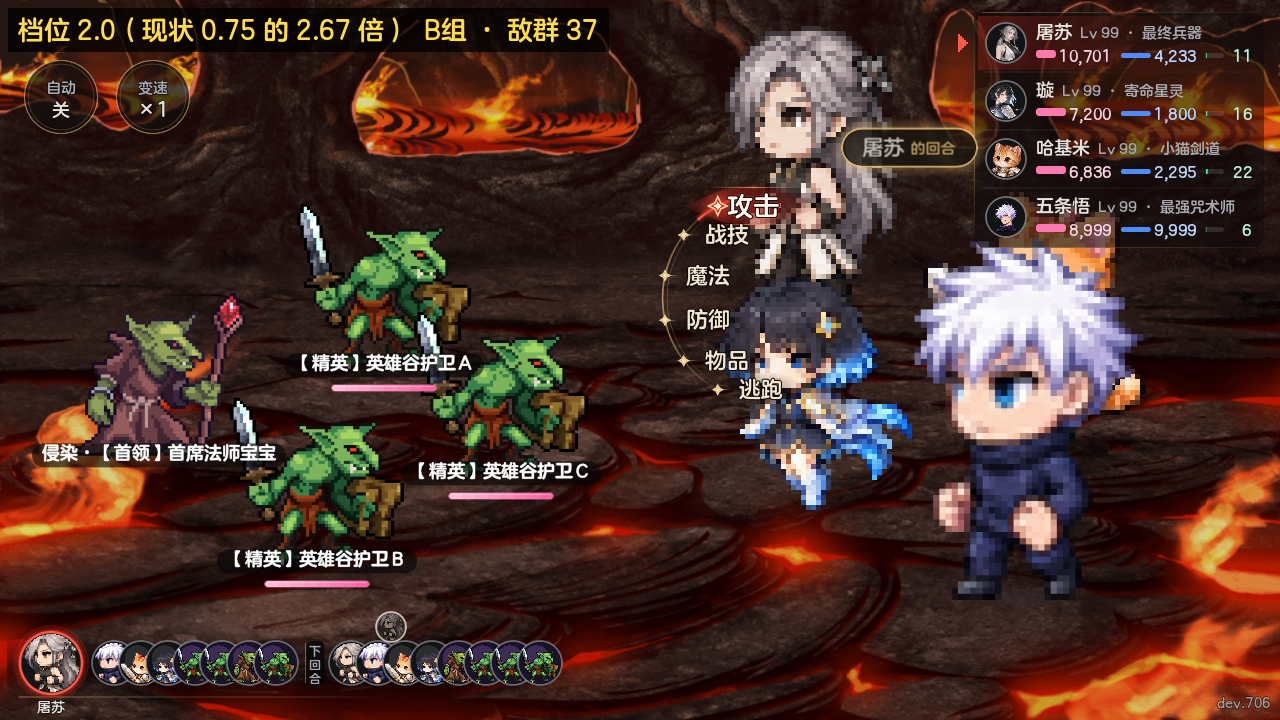 档位 2.0 ( 现状 0.75 的 2.67 倍 ) B组 · 敌群 37
自动
关
变速
×1
屠苏 Lv 99 · 最终兵器
10,701 4,233 11
璇 Lv 99 · 寄命星灵
7,200 1,800 16
哈基米 Lv 99 · 小猫剑道
6,836 2,295 22
五条悟 Lv 99 · 最强咒术师
8,999 9,999 6
屠苏 的回合
攻击
战技
魔法
防御
物品
逃跑
【精英】英雄谷护卫A
侵染·【首领】首席法师宝宝
【精英】英雄谷护卫C
【精英】英雄谷护卫B
下回合
屠苏
dev.706